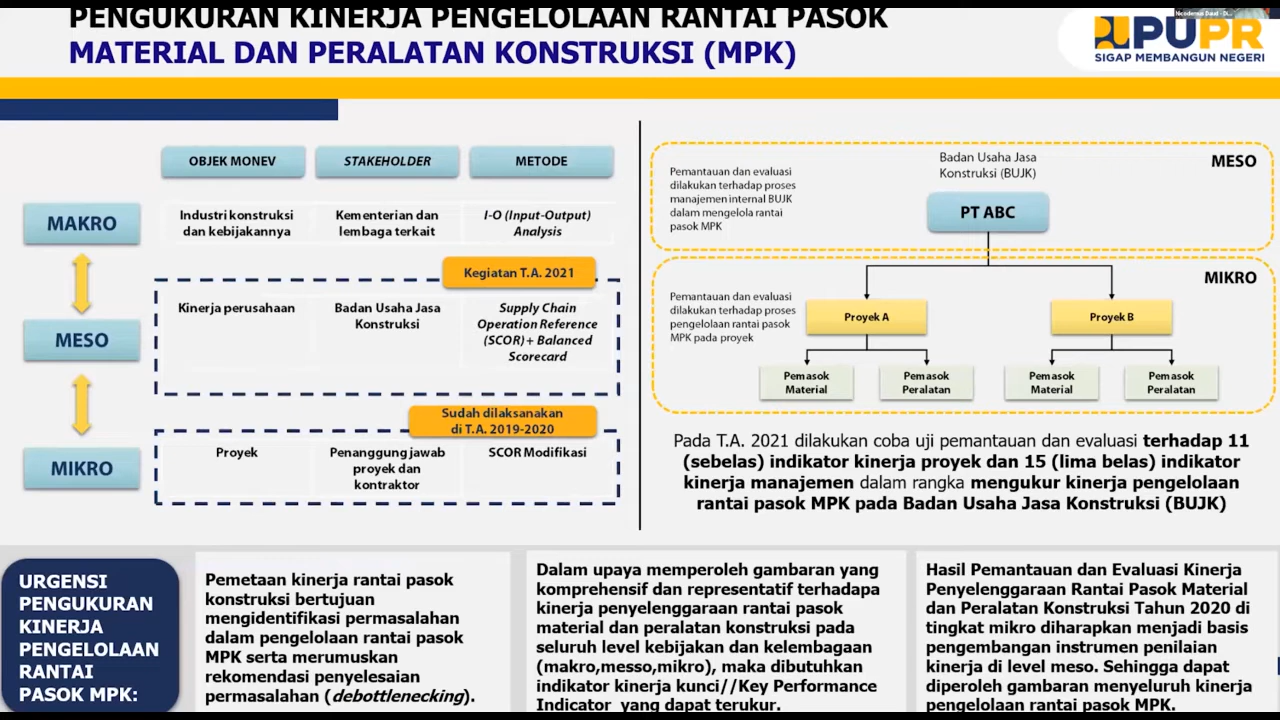 PENGUKURAN KINERJA PENGELOLAAN RANTAI PASOK
MATERIAL DAN PERALATAN KONSTRUKSI (MPK)
PUPR
SIGAP MEMBANGUN NEGERI
OBJEK MONEV
STAKEHOLDER
METODE
MAKRO
Industri konstruksi
dan kebijakannya
Kementerian dan
lembaga terkait
I-O (Input-Output)
Analysis
Kegiatan T.A. 2021
MESO
Kinerja perusahaan
Badan Usaha Jasa
Konstruksi
Supply Chain
Operation Reference
(SCOR) + Balanced
Scorecard
Sudah dilaksanakan
di T.A. 2019-2020
MIKRO
Proyek
Penanggung jawab
proyek dan
kontraktor
SCOR Modifikasi
Pemantauan dan evaluasi
dilakukan terhadap proses
manajemen internal BUJK
dalam mengelola rantai
pasok MPK
Badan Usaha Jasa
Konstruksi (BUJK)
MESO
PT ABC
MIKRO
Pemantauan dan evaluasi
dilakukan terhadap proses
pengelolaan rantai pasok
MPK pada proyek
Proyek A
Proyek B
Pemasok
Material
Pemasok
Peralatan
Pemasok
Material
Pemasok
Peralatan
Pada T.A. 2021 dilakukan coba uji pemantauan dan evaluasi terhadap 11
(sebelas) indikator kinerja proyek dan 15 (lima belas) indikator
kinerja manajemen dalam rangka mengukur kinerja pengelolaan
rantai pasok MPK pada Badan Usaha Jasa Konstruksi (BUJK)
URGENSI
PENGUKURAN
KINERJA
PENGELOLAAN
RANTAI
PASOK MPK:
Pemetaan kinerja rantai pasok
konstruksi bertujuan
mengidentifikasi permasalahan
dalam pengelolaan rantai pasok
MPK serta merumuskan
rekomendasi penyelesaian
permasalahan (debottlenecking).
Dalam upaya memperoleh gambaran yang
komprehensif dan representatif terhadapa
kinerja penyelenggaraan rantai pasok
material dan peralatan konstruksi pada
seluruh level kebijakan dan kelembagaan
(makro,messo,mikro), maka dibutuhkan
indikator kinerja kunci//Key Performance
Indicator yang dapat terukur.
Hasil Pemantauan dan Evaluasi Kinerja
Penyelenggaraan Rantai Pasok Material
dan Peralatan Konstruksi Tahun 2020 di
tingkat mikro diharapkan menjadi basis
pengembangan instrumen penilaian
kinerja di level meso. Sehingga dapat
diperoleh gambaran menyeluruh kinerja
pengelolaan rantai pasok MPK.